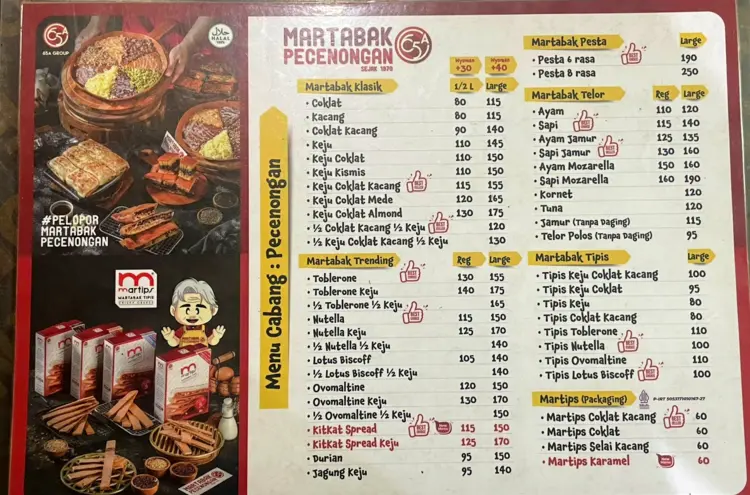 65A
65A GROUP
حلال
HALAL
#PELOPOR
MARTABAK
PECENONGAN
martips
MARTABAK TIPIS
MARTABAK
PECENONGAN
65A
Menu Cabang : Pecenongan
MARTABAK
PECENONGAN
SEJAK 1970
65A
Wysman +30
Wysman +40
Martabak Klasik 1/2 L Large
• Coklat 80 115
• Kacang 80 115
• Coklat Kacang 90 140
• Keju 110 145
• Keju Coklat 110 150
• Keju Kismis 110 150
• Keju Coklat Kacang 115 155
• Keju Coklat Mede 120 165
• Keju Coklat Almond 130 175
• ½ Coklat Kacang ½ Keju 120
• ½ Keju Coklat Kacang ½ Keju 130
Martabak Trending Reg Large
• Toblerone 130 155
• Toblerone Keju 140 175
• ½ Toblerone ½ Keju 145
• Nutella 115 150
• Nutella Keju 125 170
• ½ Nutella ½ Keju 140
• Lotus Biscoff 105 140
• ½ Lotus Biscoff ½ Keju 140
• Ovomaltine 120 150
• Ovomaltine Keju 130 170
• ½ Ovomaltine ½ Keju 150
• KitKat Spread 115 150
• KitKat Spread Keju 125 170
• Durian 95 150
• Jagung Keju 95 140
Martabak Pesta Large
• Pesta 6 rasa 190
• Pesta 8 rasa 250
Martabak Telor Reg Large
• Ayam 110 120
• Sapi 115 140
• Ayam Jamur 125 135
• Sapi Jamur 130 160
• Ayam Mozarella 150 160
• Sapi Mozarella 160 190
• Kornet 120
• Tuna 120
• Jamur (Tanpa Daging) 115
• Telor Polos (Tanpa Daging) 95
Martabak Tipis Large
• Tipis Keju Coklat Kacang 100
• Tipis Keju Coklat 95
• Tipis Keju 80
• Tipis Coklat Kacang 80
• Tipis Toblerone 110
• Tipis Nutella 100
• Tipis Ovomaltine 110
• Tipis Lotus Biscoff 100
Martips (Packaging)
• Martips Coklat Kacang 60
• Martips Coklat 60
• Martips Selai Kacang 60
• Martips Karamel 60